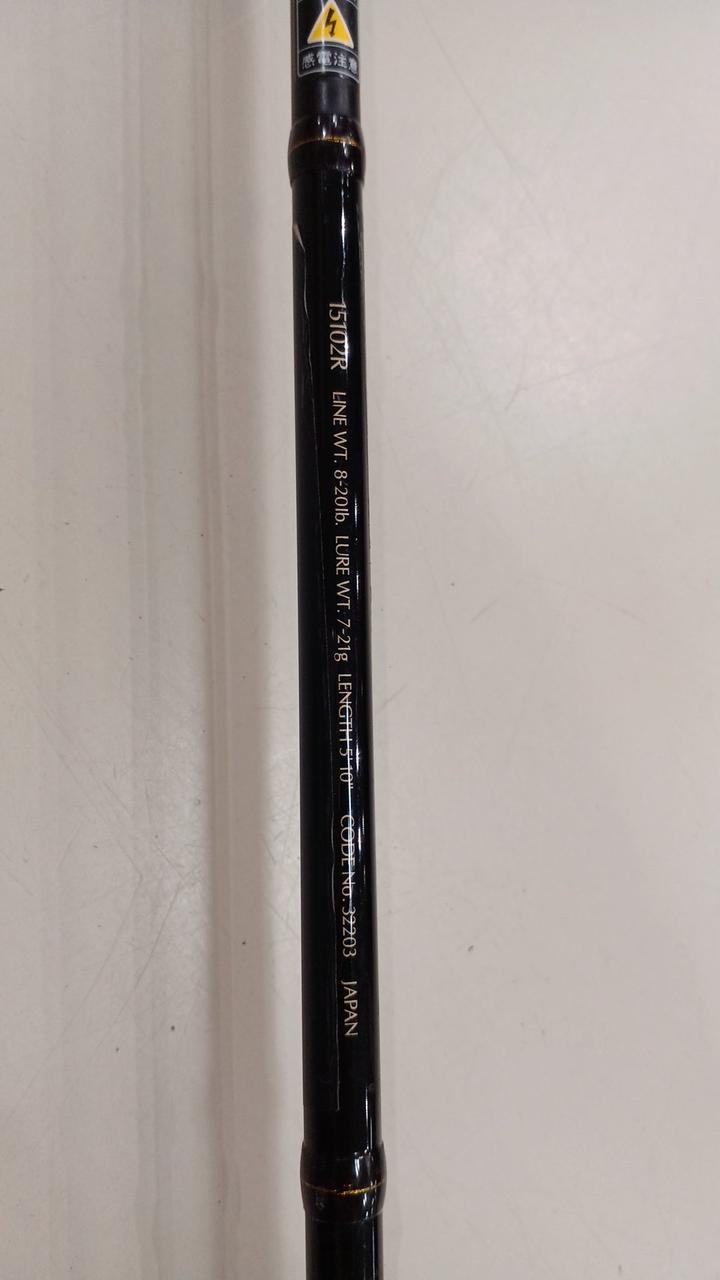 感電注意
15102R LINE WT. 8-20lb. LURE WT. 7-21g LENGTH 5'10" CODE No. 32203 JAPAN